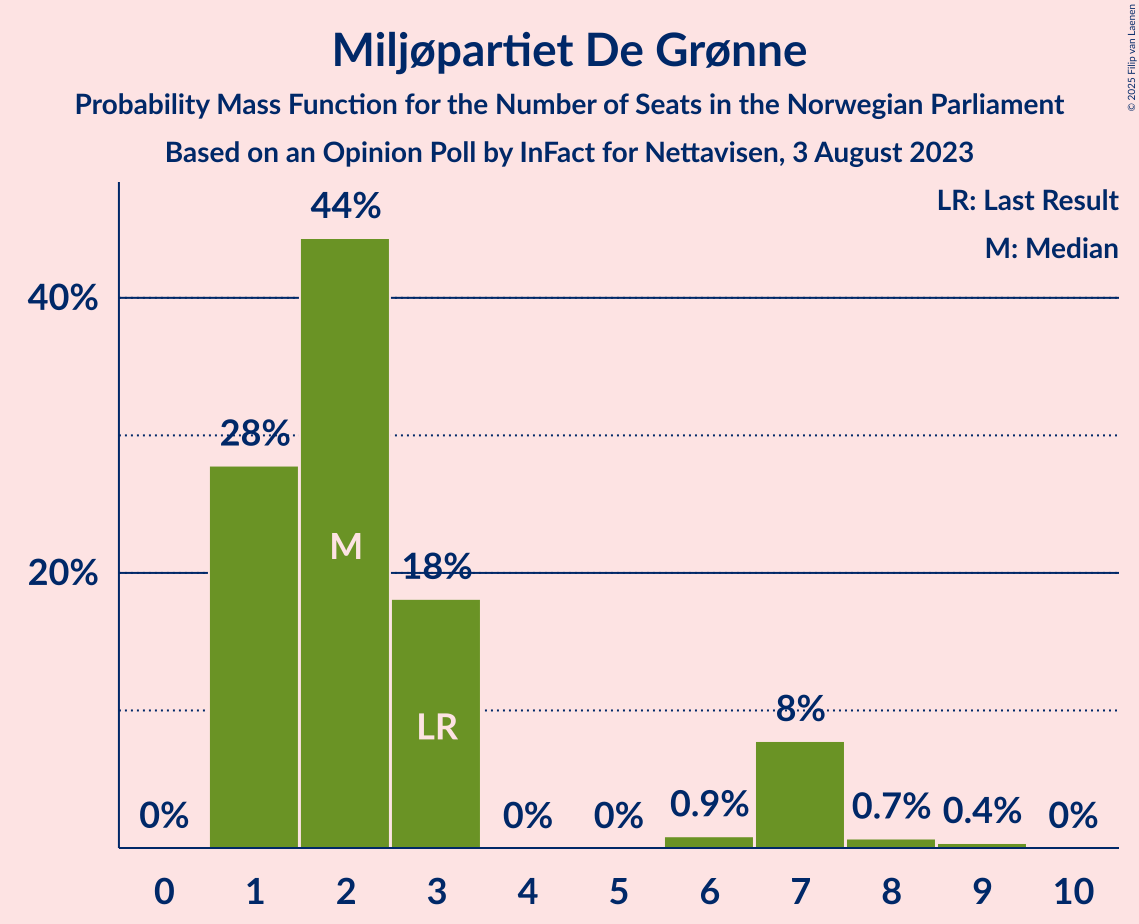 Miljøpartiet De Grønne
Probability Mass Function for the Number of Seats in the Norwegian Parliament
Based on an Opinion Poll by InFact for Nettavisen, 3 August 2023
© 2025 Filip van Laenen
LR: Last Result
M: Median
44%
40%
28%
M
20%
18%
LR
8%
0%
0%
0%
0.9%
0.7%
0.4%
0%
0 1 2 3 4 5 6 7 8 9 10